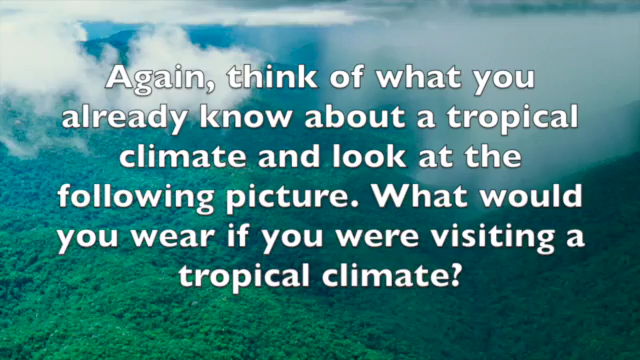 Again, think of what you
already know about a tropical
climate and look at the
following picture. What would
you wear if you were visiting a
tropical climate?